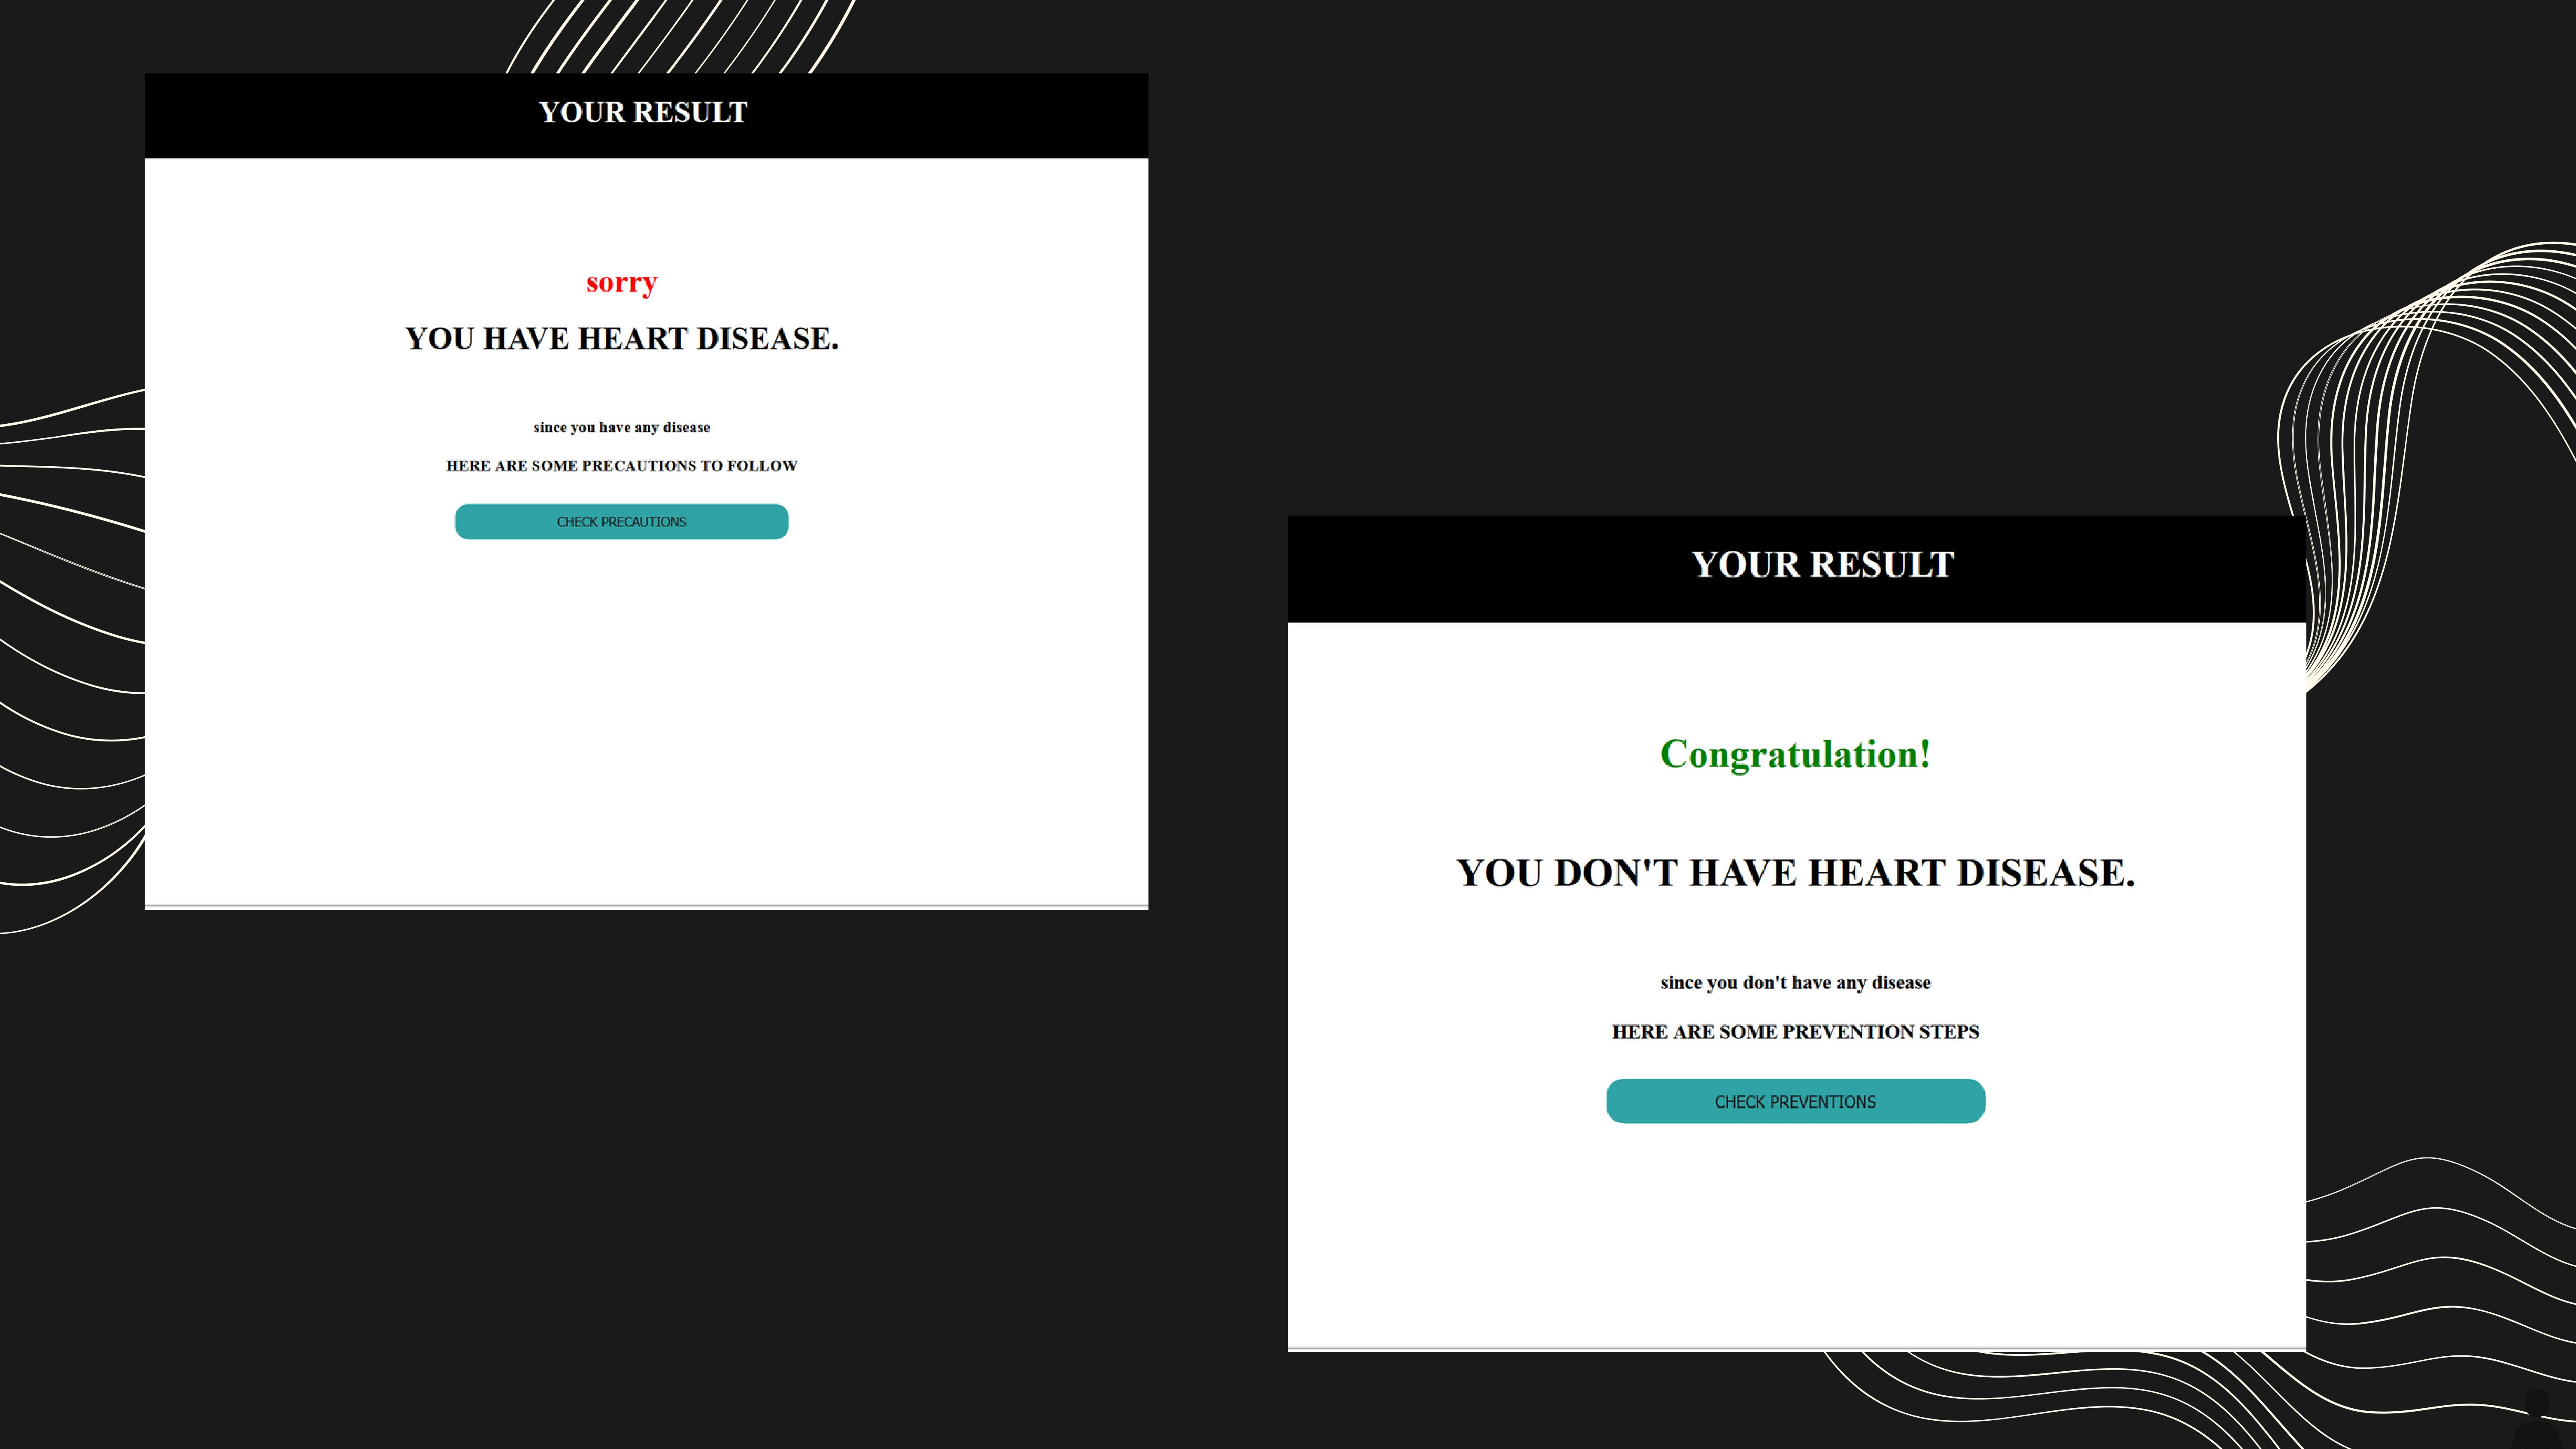 YOUR RESULT
sorry
YOU HAVE HEART DISEASE.
since you have any disease
HERE ARE SOME PRECAUTIONS TO FOLLOW
CHECK PRECAUTIONS
YOUR RESULT
Congratulation!
YOU DON'T HAVE HEART DISEASE.
since you don't have any disease
HERE ARE SOME PREVENTION STEPS
CHECK PREVENTIONS